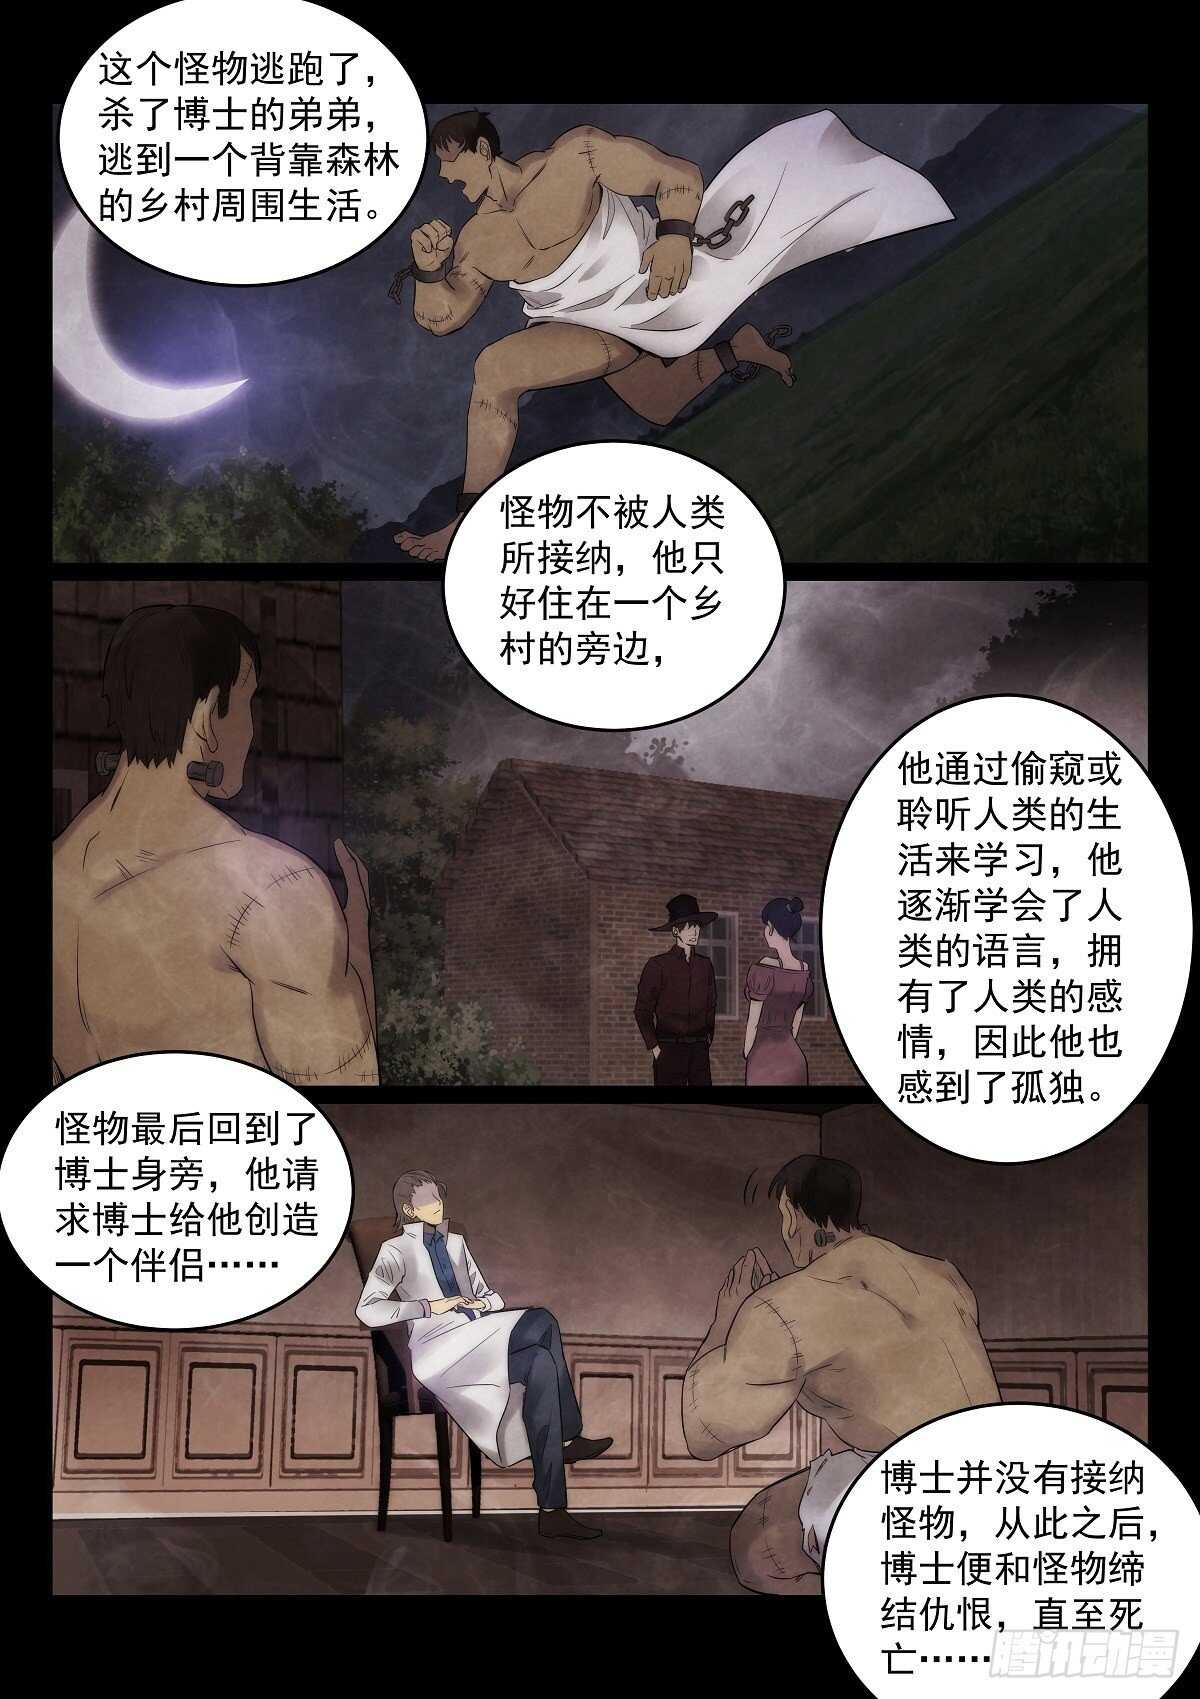 这个怪物逃跑了，
杀了博士的弟弟，
逃到一个背靠森林
的乡村周围生活。
怪物不被人类
所接纳，他只
好住在一个乡
村的旁边，
他通过偷窥或
聆听人类的生
活来学习，他
逐渐学会了人
类的语言，拥
有了人类的感
情，因此他也
感到了孤独。
怪物最后回到了
博士身旁，他请
求博士给他创造
一个伴侣……
博士并没有接纳
怪物，从此之后，
博士便和怪物缔
结仇恨，直至死
亡……
腾讯动漫